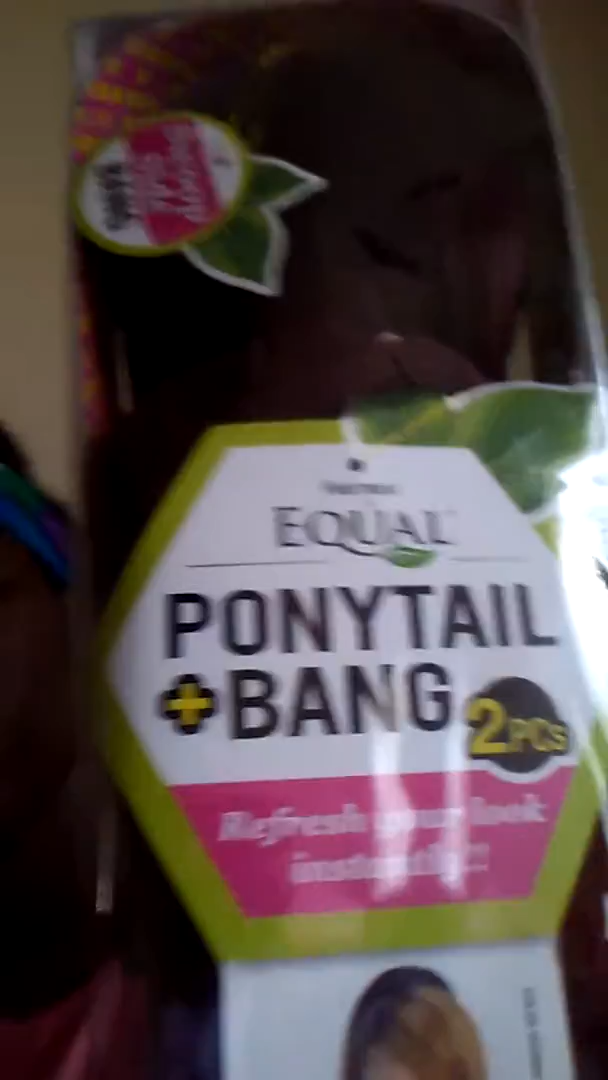 EQUAL
PONYTAIL
+BANG 2PCs
Refresh your look
instantly!!